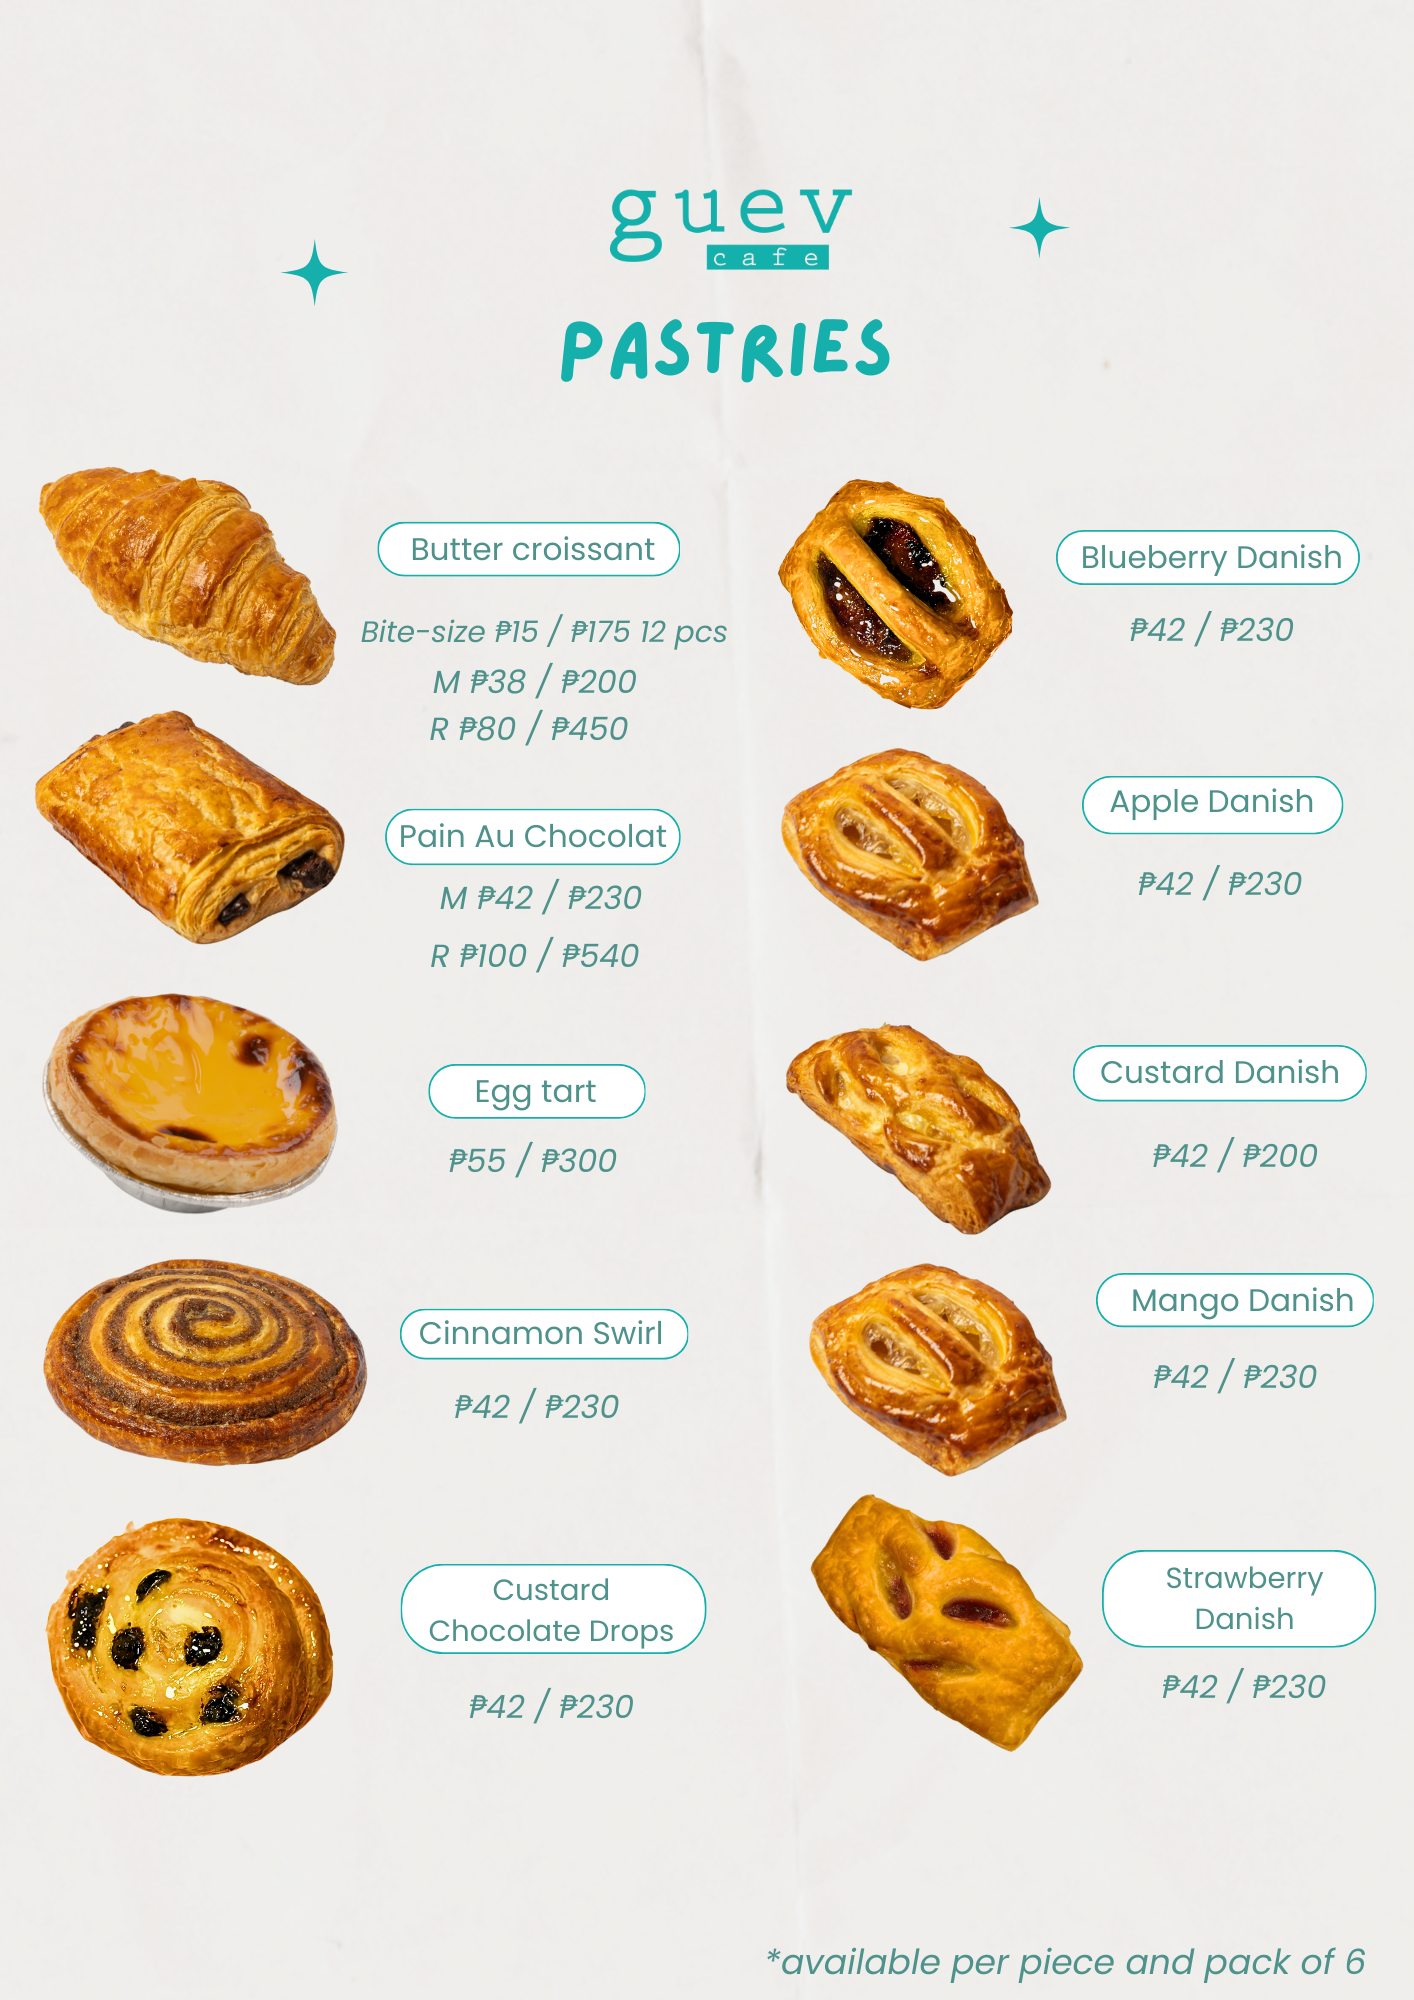 guev
cafe
PASTRIES
Butter croissant
Bite-size ₱15 / ₱175 12 pcs
M ₱38 / ₱200
R ₱80 / ₱450
Pain Au Chocolat
M ₱42 / ₱230
R ₱100 / ₱540
Egg tart
₱55 / ₱300
Cinnamon Swirl
₱42 / ₱230
Custard
Chocolate Drops
₱42 / ₱230
Blueberry Danish
₱42 / ₱230
Apple Danish
₱42 / ₱230
Custard Danish
₱42 / ₱200
Mango Danish
₱42 / ₱230
Strawberry
Danish
₱42 / ₱230
*available per piece and pack of 6